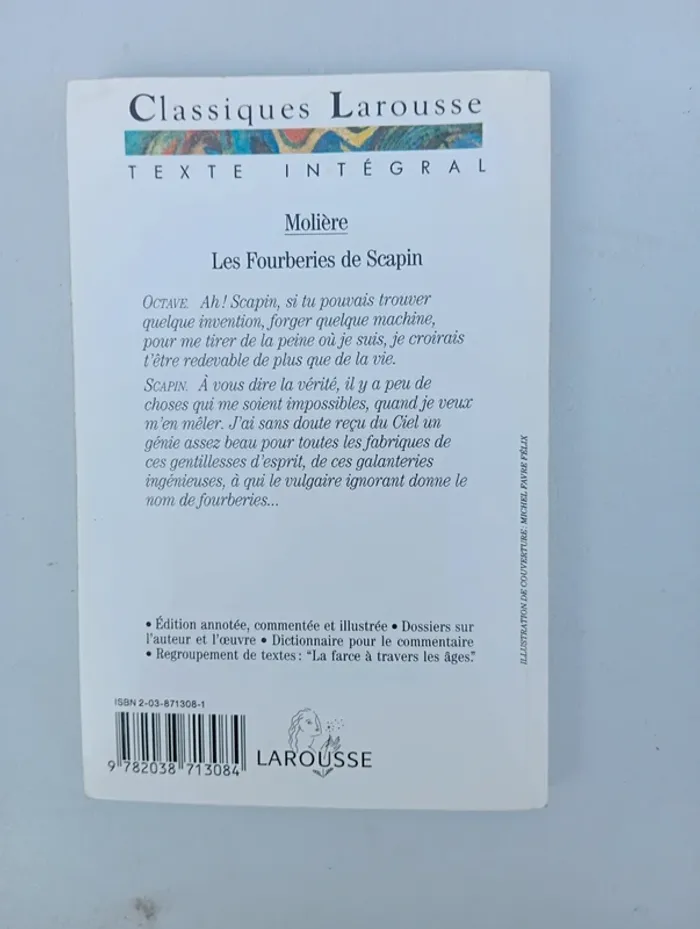 Classiques Larousse
TEXTE INTÉGRAL
Molière
Les Fourberies de Scapin
OCTAVE. Ah! Scapin, si tu pouvais trouver
quelque invention, forger quelque machine,
pour me tirer de la peine où je suis, je croirais
t'être redevable de plus que de la vie.
SCAPIN. À vous dire la vérité, il y a peu de
choses qui me soient impossibles, quand je veux
m'en mêler. J'ai sans doute reçu du Ciel un
génie assez beau pour toutes les fabriques de
ces gentillesses d'esprit, de ces galanteries
ingénieuses, à qui le vulgaire ignorant donne le
nom de fourberies...
• Édition annotée, commentée et illustrée • Dossiers sur
l'auteur et l'œuvre • Dictionnaire pour le commentaire
• Regroupement de textes : "La farce à travers les âges."
ILLUSTRATION DE COUVERTURE : MICHEL FAVRE FÉLIX
ISBN 2-03-871308-1
9 782038 713084
LAROUSSE